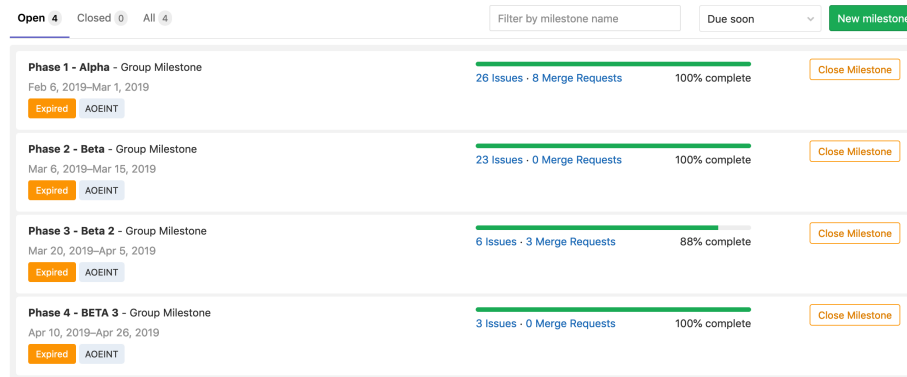 Open 4 Closed 0 All 4 Filter by milestone name Due soon New milestone
Phase 1 - Alpha - Group Milestone
26 Issues · 8 Merge Requests 100% complete Close Milestone
Feb 6, 2019–Mar 1, 2019
Expired AOEINT
Phase 2 - Beta - Group Milestone
23 Issues · 0 Merge Requests 100% complete Close Milestone
Mar 6, 2019–Mar 15, 2019
Expired AOEINT
Phase 3 - Beta 2 - Group Milestone
6 Issues · 3 Merge Requests 88% complete Close Milestone
Mar 20, 2019–Apr 5, 2019
Expired AOEINT
Phase 4 - BETA 3 - Group Milestone
3 Issues · 0 Merge Requests 100% complete Close Milestone
Apr 10, 2019–Apr 26, 2019
Expired AOEINT